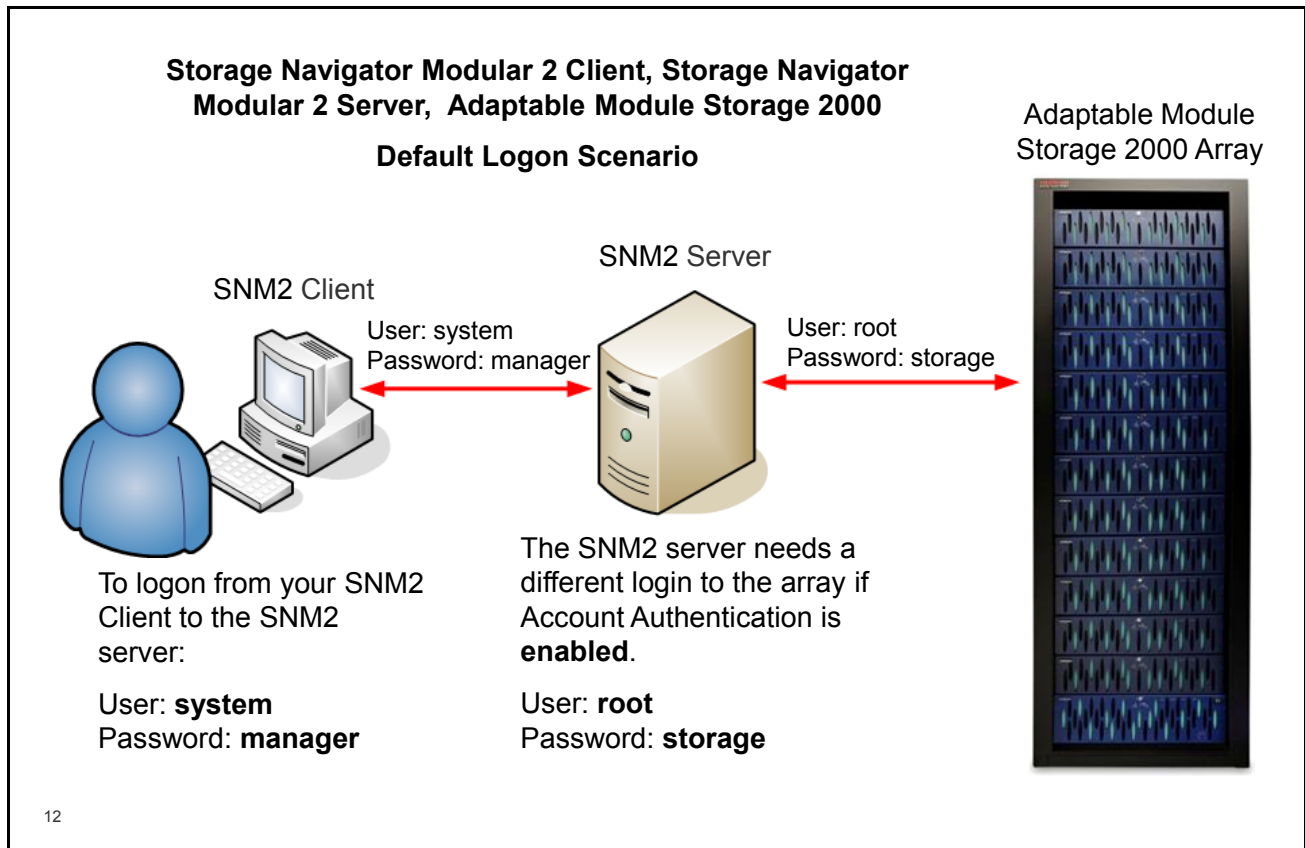 Storage Navigator Modular 2 Client, Storage Navigator
Modular 2 Server, Adaptable Module Storage 2000
Default Logon Scenario
Adaptable Module
Storage 2000 Array
SNM2 Server
SNM2 Client
User: system
Password: manager
User: root
Password: storage
To logon from your SNM2
Client to the SNM2
server:
User: system
Password: manager
The SNM2 server needs a
different login to the array if
Account Authentication is
enabled.
User: root
Password: storage
12